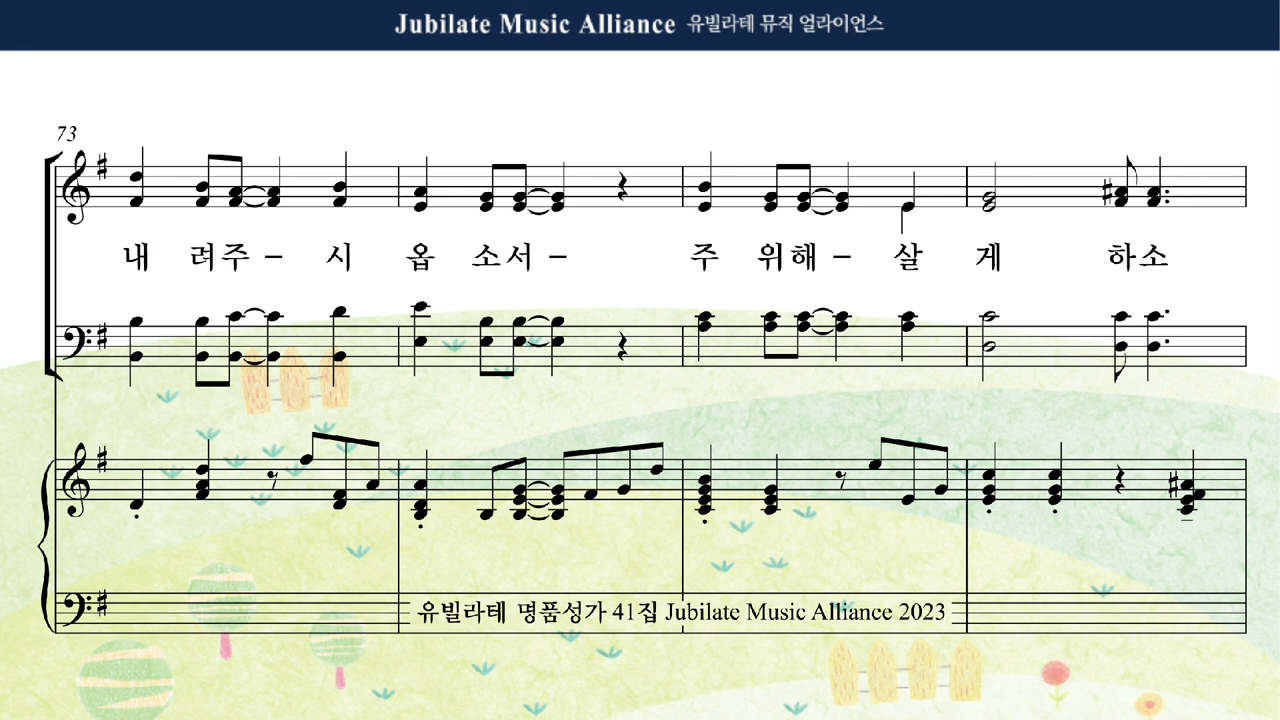 Jubilate Music Alliance 유빌라테 뮤직 얼라이언스
73
내 려주 – 시 옵 소서 – 주 위해 – 살 게 하소
유빌라테 명품성가 41집 Jubilate Music Alliance 2023